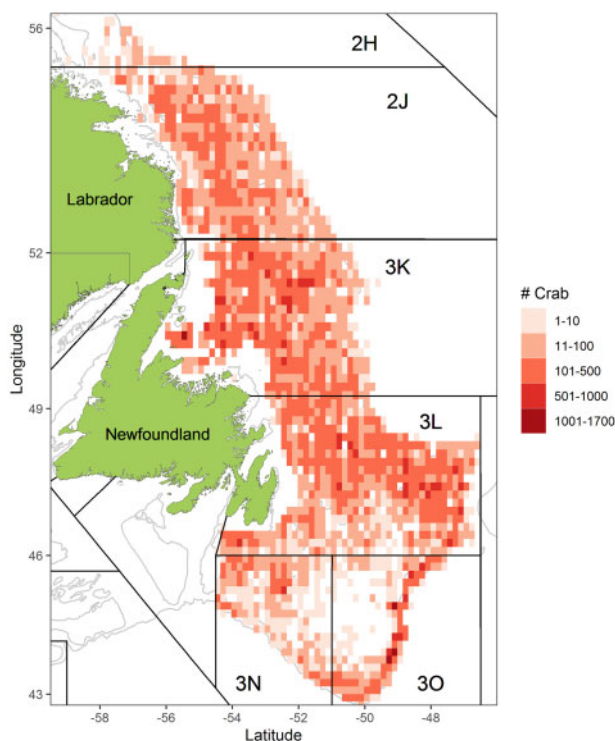 56
2H
2J
Labrador
52
3K
# Crab
1-10
11-100
101-500
501-1000
1001-1700
Longitude
49
3L
Newfoundland
46
3N
3O
43
-58
-56
-54
-52
-50
-48
Latitude